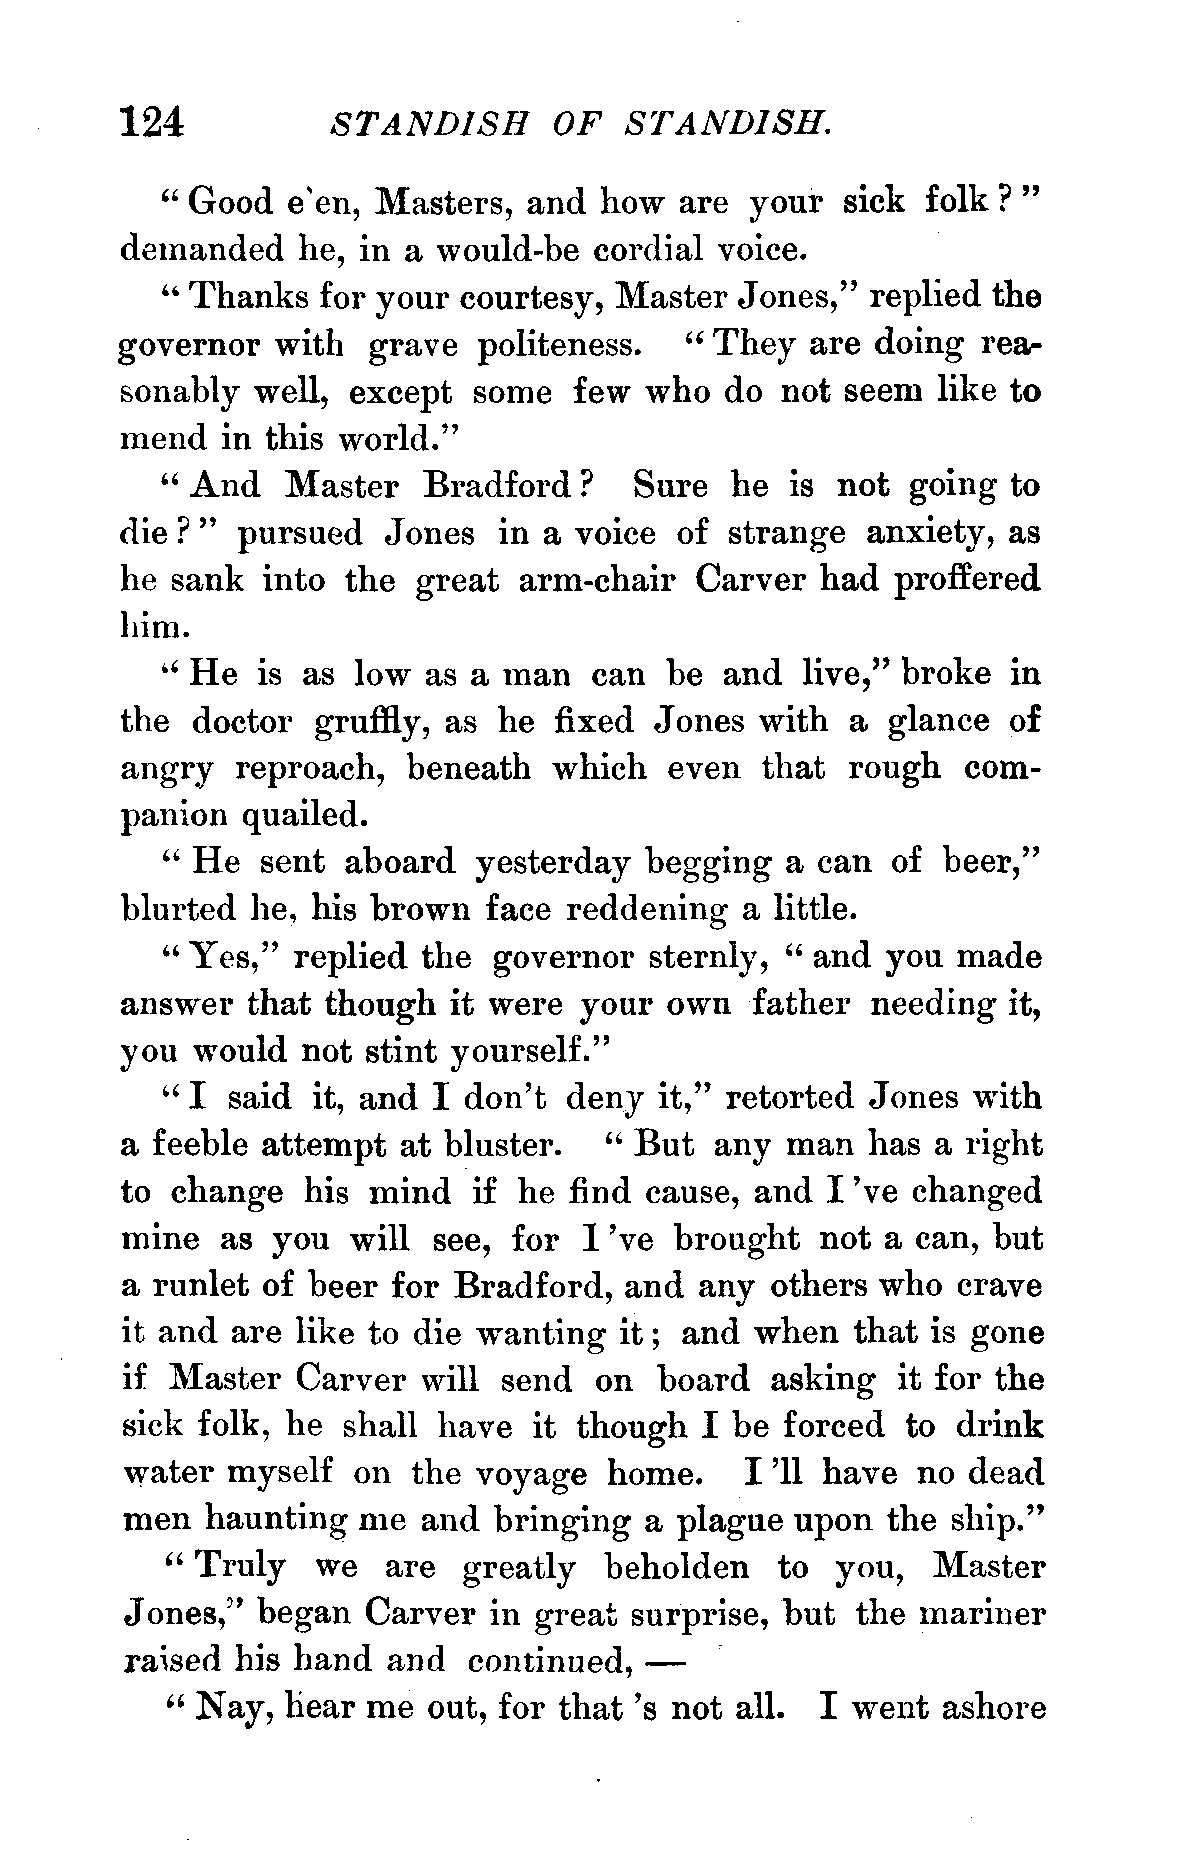 124 STANDISH OF STANDISH.
"Good e'en, Masters, and how are your sick folk?"
demanded he, in a would-be cordial voice.
"Thanks for your courtesy, Master Jones," replied the
governor with grave politeness. "They are doing rea-
sonably well, except some few who do not seem like to
mend in this world."
"And Master Bradford? Sure he is not going to
die?" pursued Jones in a voice of strange anxiety, as
he sank into the great arm-chair Carver had proffered
him.
"He is as low as a man can be and live," broke in
the doctor gruffly, as he fixed Jones with a glance of
angry reproach, beneath which even that rough com-
panion quailed.
"He sent aboard yesterday begging a can of beer,"
blurted he, his brown face reddening a little.
"Yes," replied the governor sternly, "and you made
answer that though it were your own father needing it,
you would not stint yourself."
"I said it, and I don't deny it," retorted Jones with
a feeble attempt at bluster. "But any man has a right
to change his mind if he find cause, and I 've changed
mine as you will see, for I 've brought not a can, but
a runlet of beer for Bradford, and any others who crave
it and are like to die wanting it; and when that is gone
if Master Carver will send on board asking it for the
sick folk, he shall have it though I be forced to drink
water myself on the voyage home. I 'll have no dead
men haunting me and bringing a plague upon the ship."
"Truly we are greatly beholden to you, Master
Jones," began Carver in great surprise, but the mariner
raised his hand and continued, —
"Nay, hear me out, for that 's not all. I went ashore